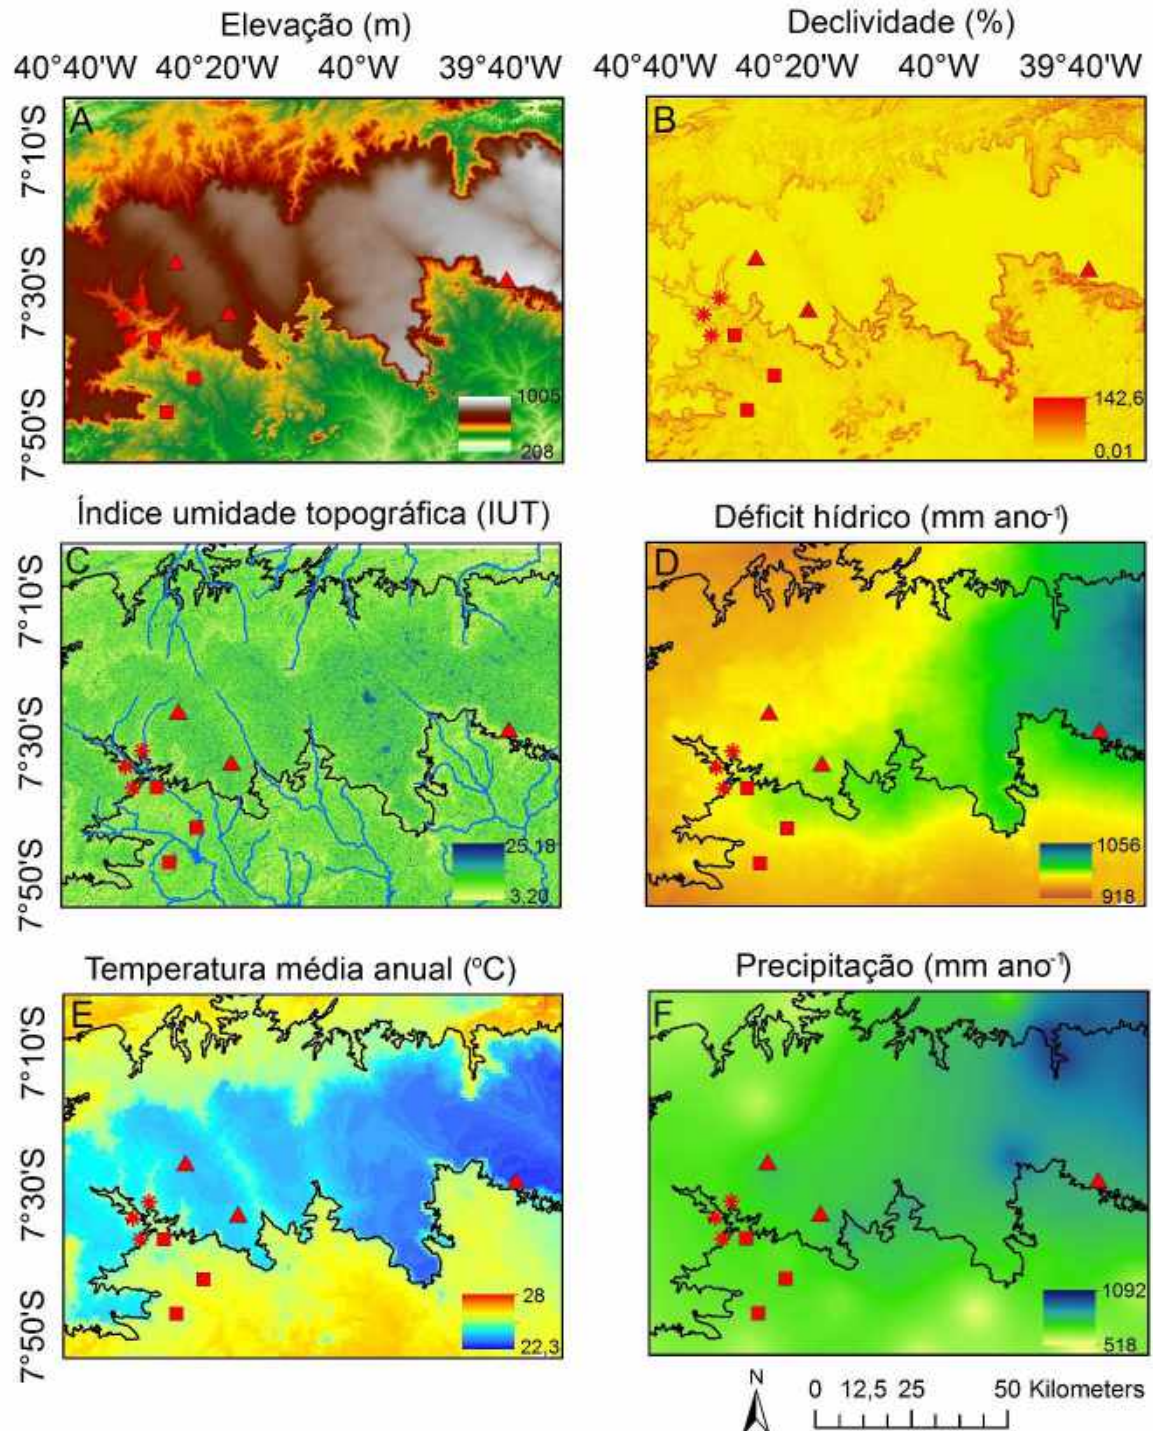 Elevação (m)
Declividade (%)
40°40'W 40°20'W 40°W 39°40'W
40°40'W 40°20'W 40°W 39°40'W
A
B
7°10'S
7°30'S
7°50'S
1005
208
142,6
0,01
Índice umidade topográfica (IUT)
Déficit hídrico (mm ano-1)
C
D
7°10'S
7°30'S
7°50'S
25,18
3,20
1056
918
Temperatura média anual (ºC)
Precipitação (mm ano-1)
E
F
7°10'S
7°30'S
7°50'S
28
22,3
1092
518
N
0 12,5 25 50 Kilometers